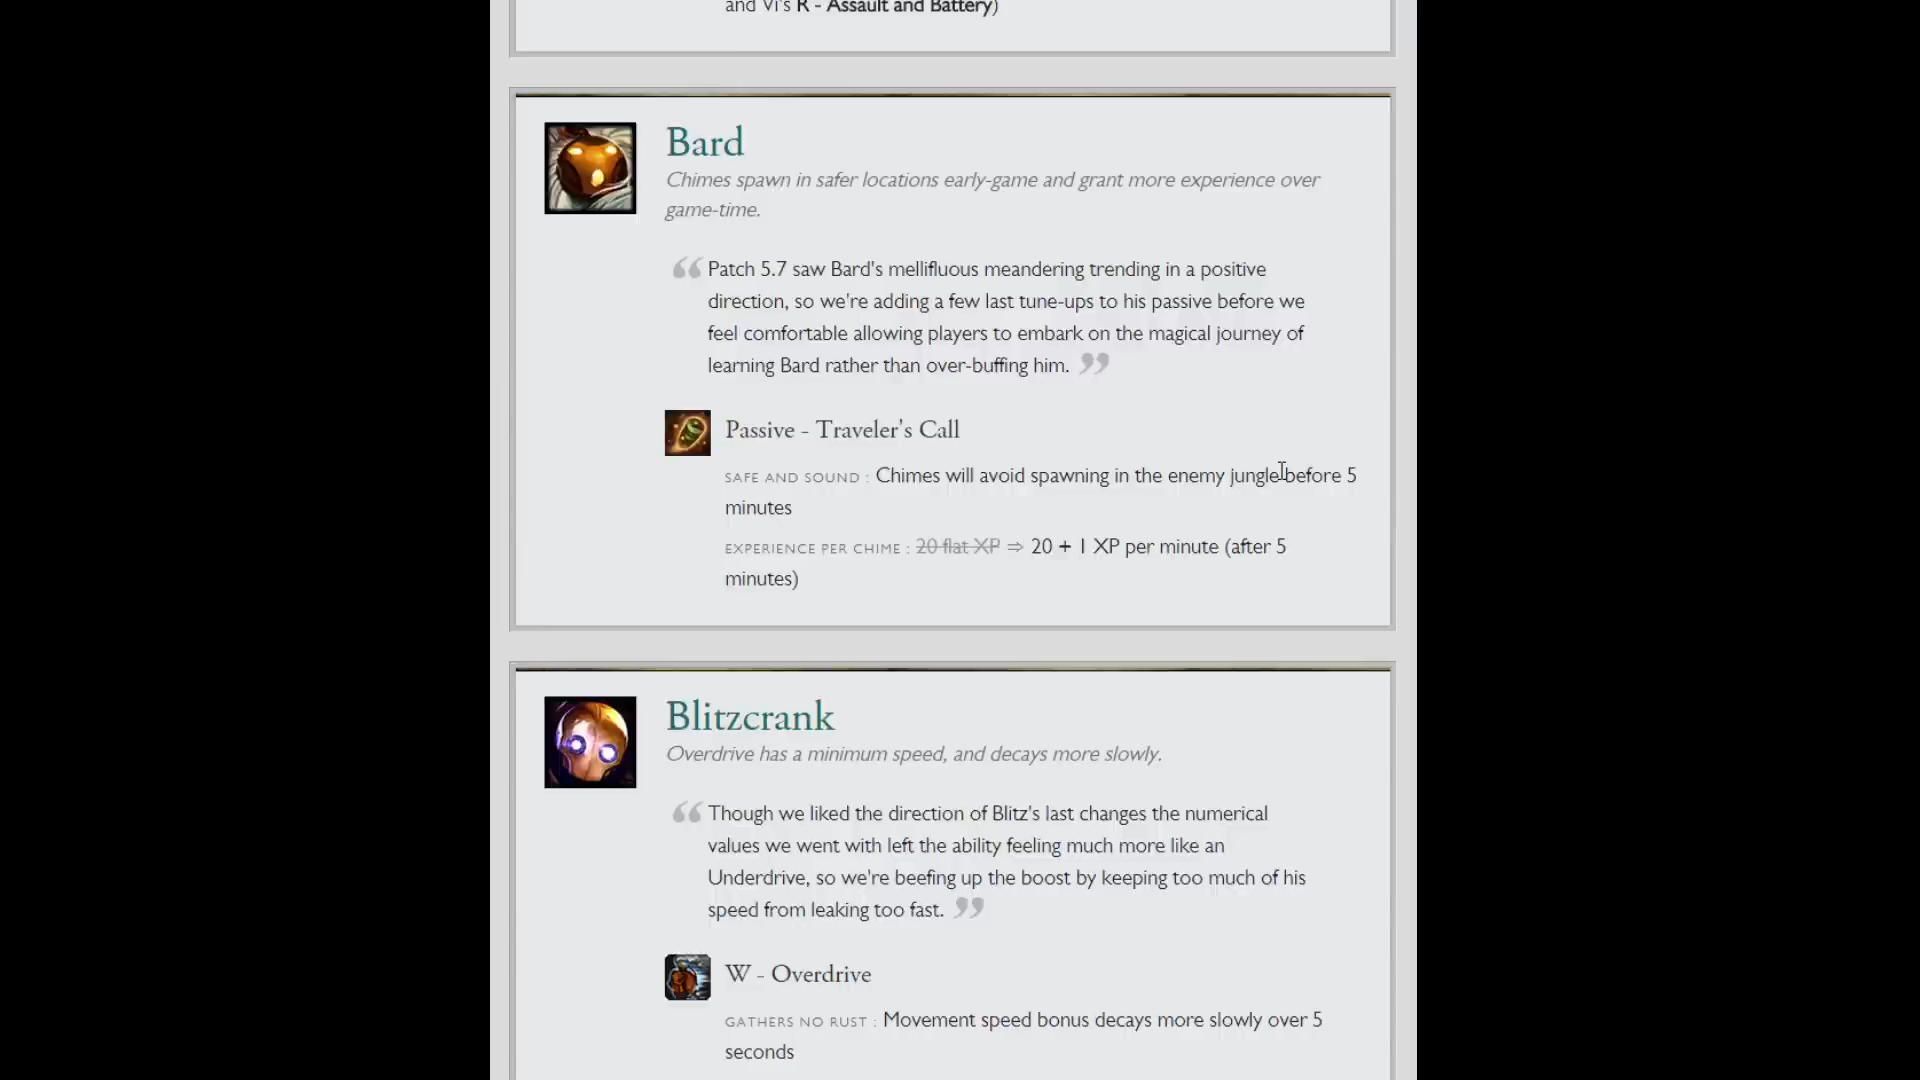 and Vi's R - Assault and Battery)
Bard
Chimes spawn in safer locations early-game and grant more experience over
game-time.
“ Patch 5.7 saw Bard's mellifluous meandering trending in a positive
direction, so we're adding a few last tune-ups to his passive before we
feel comfortable allowing players to embark on the magical journey of
learning Bard rather than over-buffing him. ”
Passive - Traveler's Call
SAFE AND SOUND : Chimes will avoid spawning in the enemy jungle before 5
minutes
EXPERIENCE PER CHIME : 20 flat XP ⇒ 20 + 1 XP per minute (after 5
minutes)
Blitzcrank
Overdrive has a minimum speed, and decays more slowly.
“ Though we liked the direction of Blitz's last changes the numerical
values we went with left the ability feeling much more like an
Underdrive, so we're beefing up the boost by keeping too much of his
speed from leaking too fast. ”
W - Overdrive
GATHERS NO RUST : Movement speed bonus decays more slowly over 5
seconds